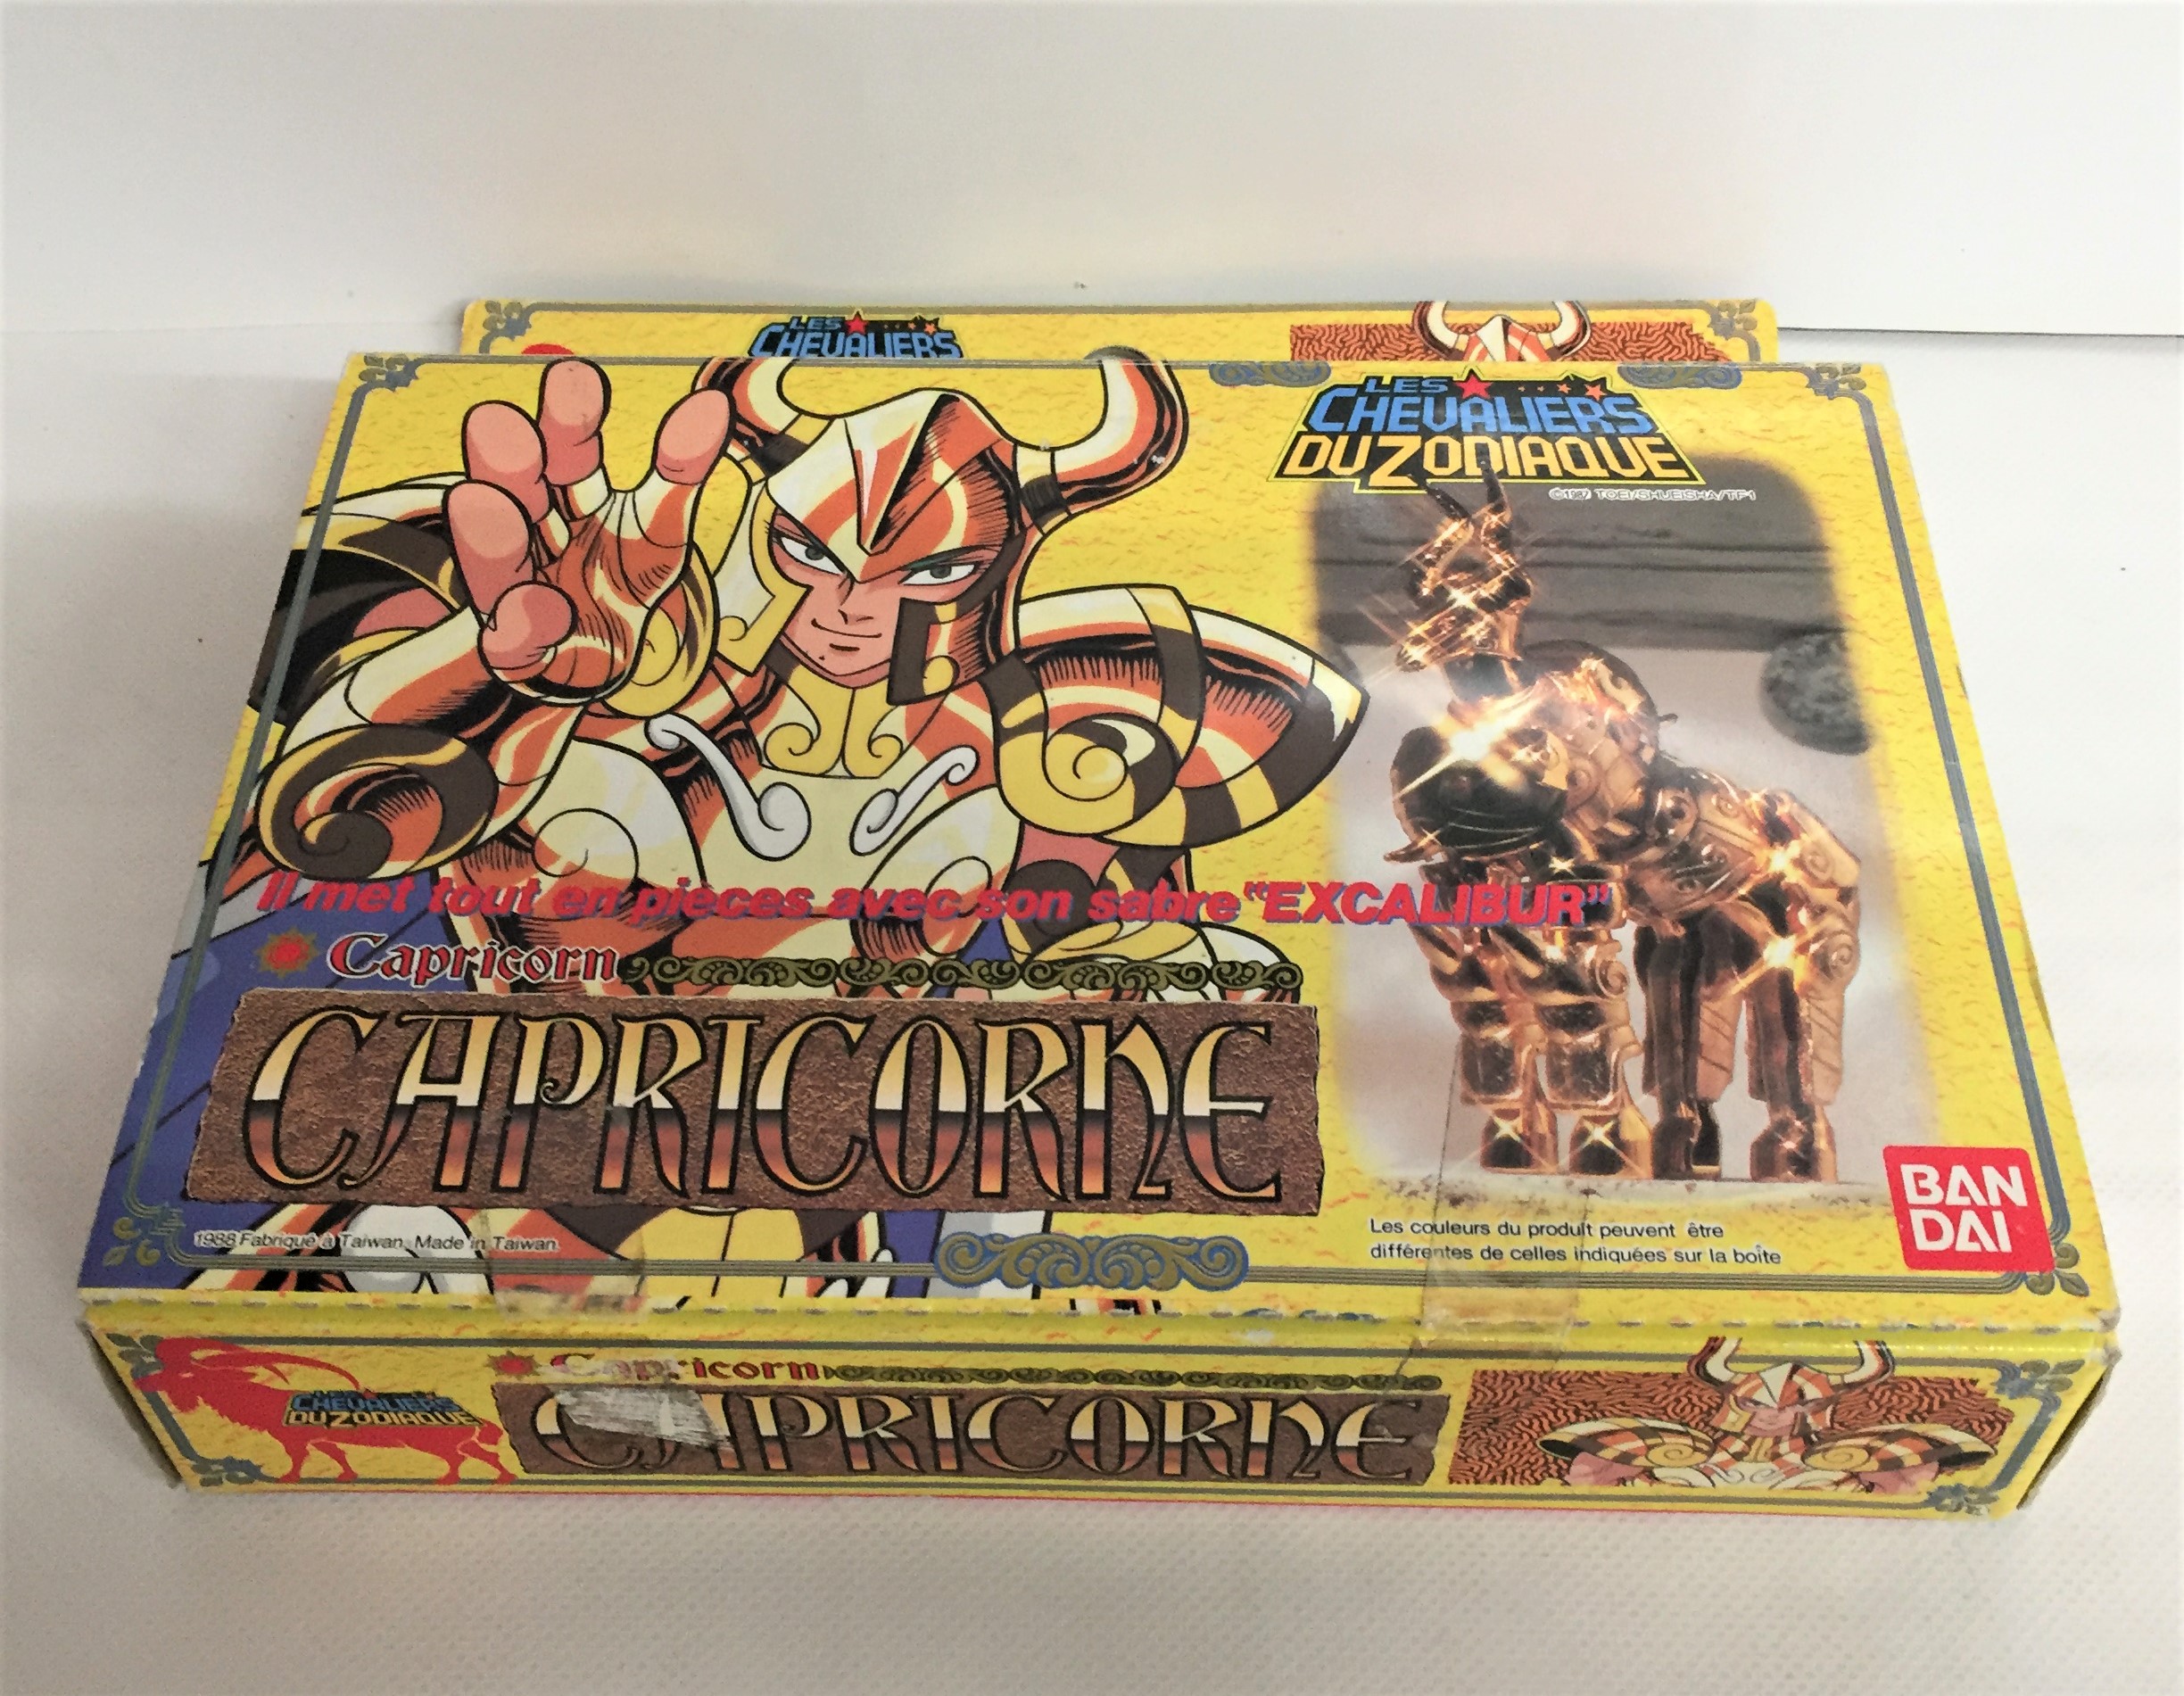 LES
CHEVALIERS
LES
CHEVALIERS
DU ZODIAQUE
©1987 TOEI/SHUEISHA/TF1
Il met tout en pieces avec son sabre "EXCALIBUR"
Capricorn
CAPRICORNE
1988 Fabriqué à Taiwan. Made in Taiwan.
Les couleurs du produit peuvent être
différentes de celles indiquées sur la boîte
BAN
DAI
LES
CHEVALIERS
DU ZODIAQUE
Capricorn
CAPRICORNE